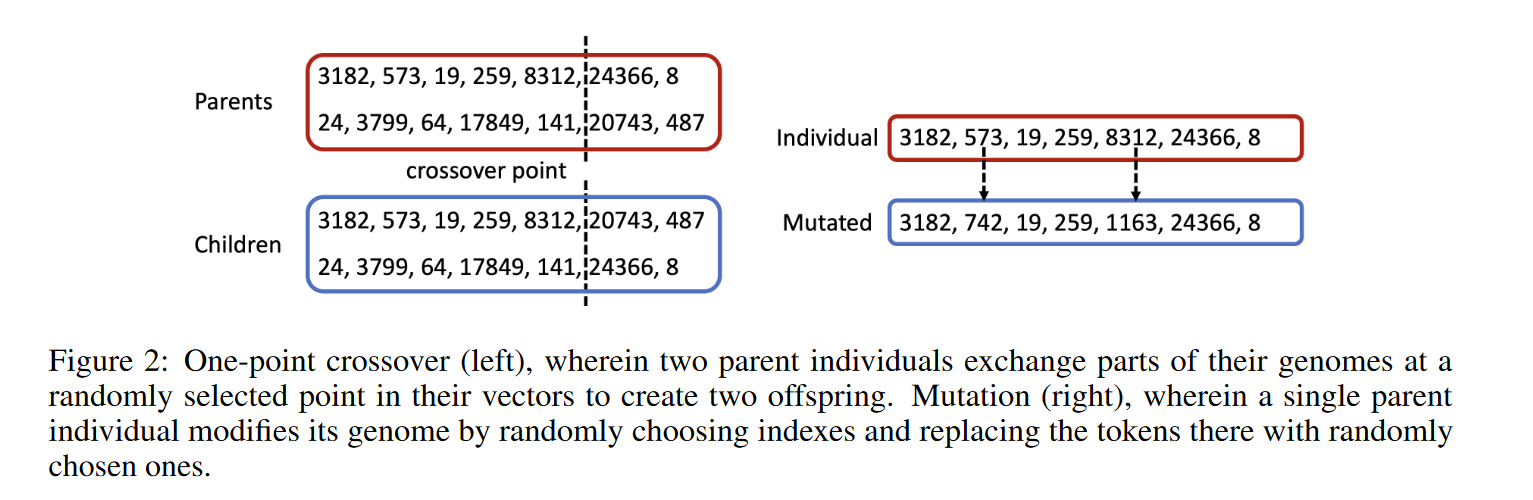 Parents
3182, 573, 19, 259, 8312, 24366, 8
24, 3799, 64, 17849, 141, 20743, 487
crossover point
Children
3182, 573, 19, 259, 8312, 20743, 487
24, 3799, 64, 17849, 141, 24366, 8
Individual
3182, 573, 19, 259, 8312, 24366, 8
Mutated
3182, 742, 19, 259, 1163, 24366, 8
Figure 2: One-point crossover (left), wherein two parent individuals exchange parts of their genomes at a
randomly selected point in their vectors to create two offspring. Mutation (right), wherein a single parent
individual modifies its genome by randomly choosing indexes and replacing the tokens there with randomly
chosen ones.